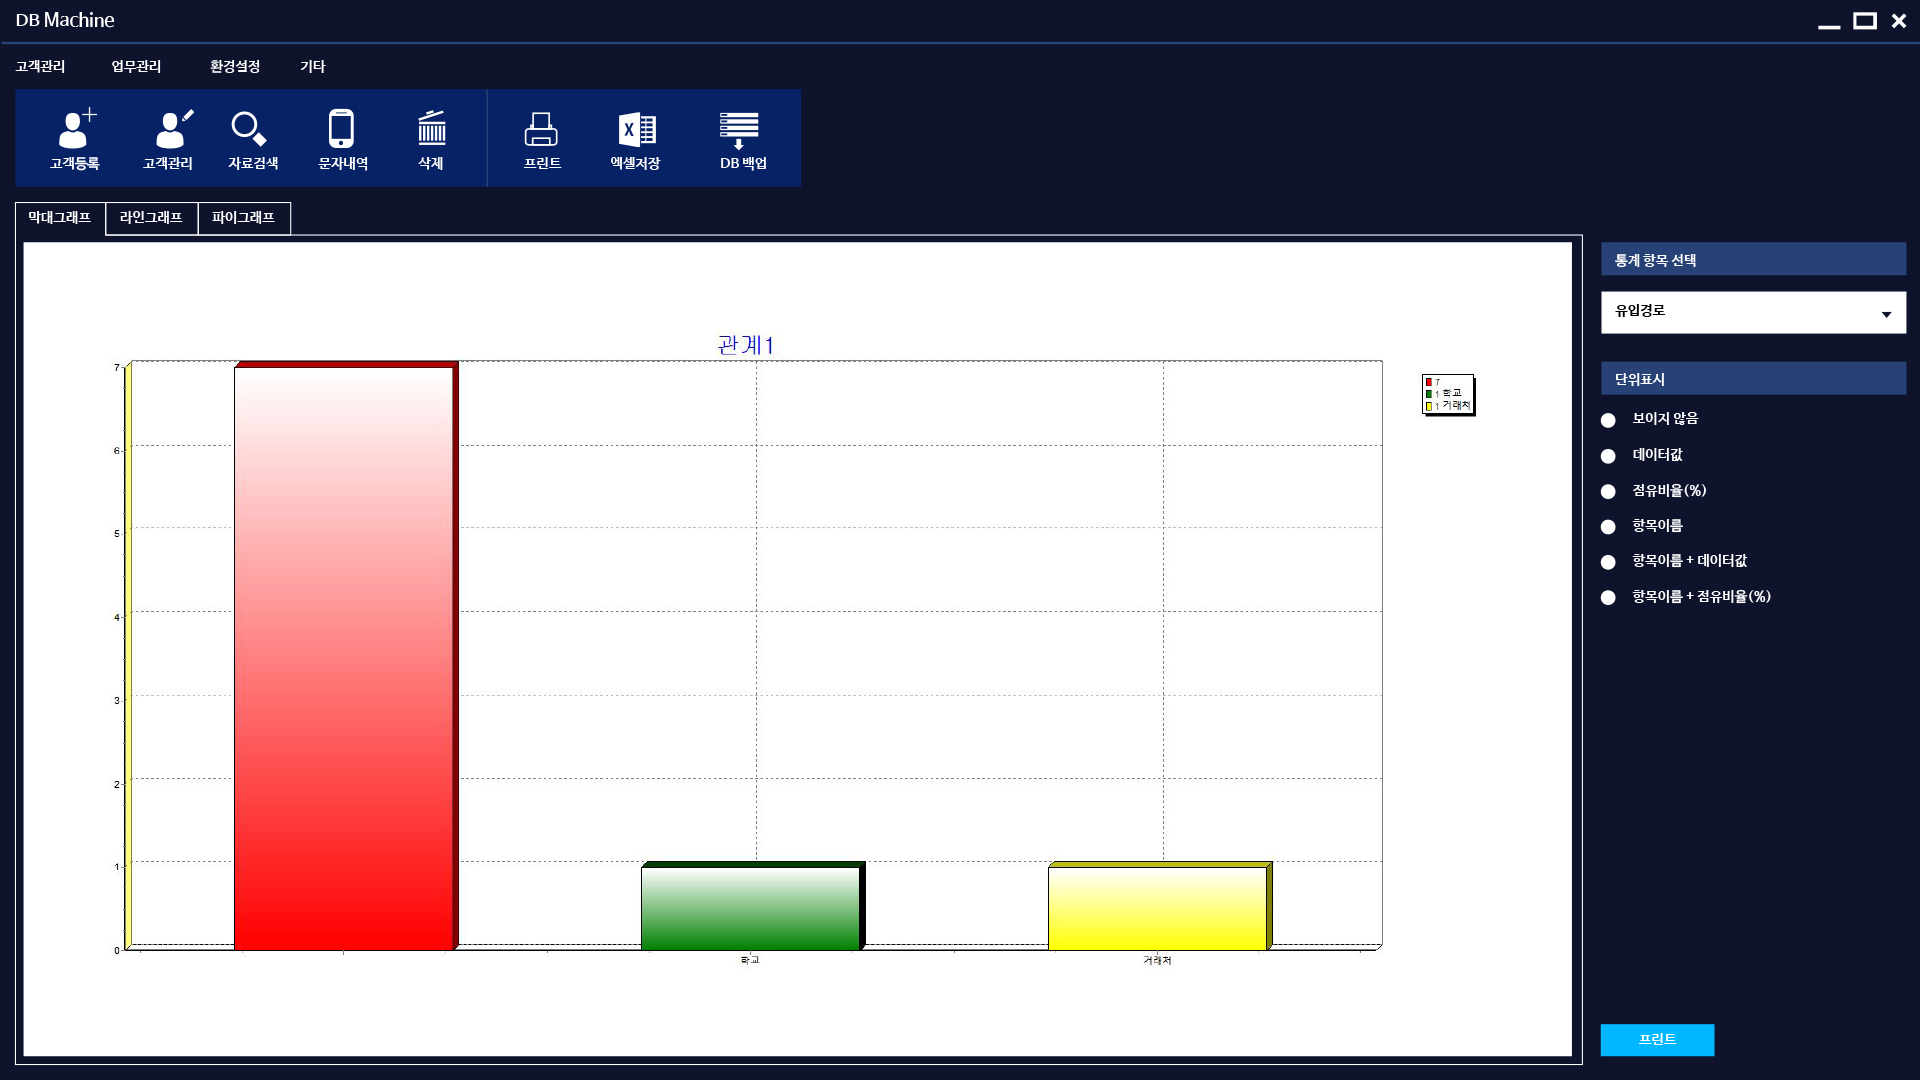 DB Machine
고객관리 업무관리 환경설정 기타
고객등록 고객관리 자료검색 문자내역 삭제 프린트 엑셀저장 DB 백업
막대그래프 라인그래프 파이그래프
통계 항목 선택
유입경로
단위표시
보이지 않음
데이터값
점유비율(%)
항목이름
항목이름 + 데이터값
항목이름 + 점유비율(%)
프린트
관계1
7
6
5
4
3
2
1
0
학교 거래처
7
1 학교
1 거래처